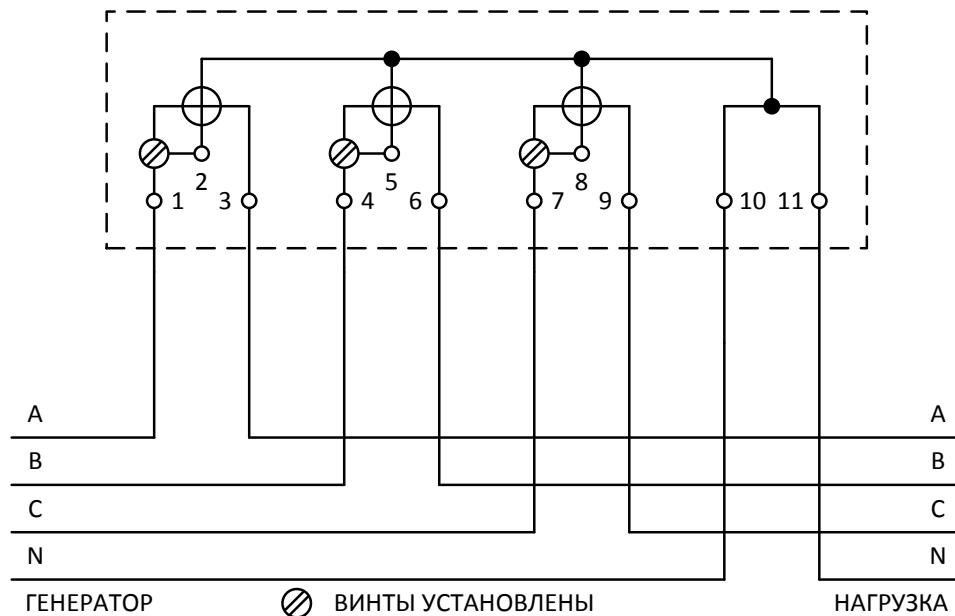 2 5 8
1 3 4 6 7 9 10 11
А А
В В
С С
N N
ГЕНЕРАТОР ВИНТЫ УСТАНОВЛЕНЫ НАГРУЗКА